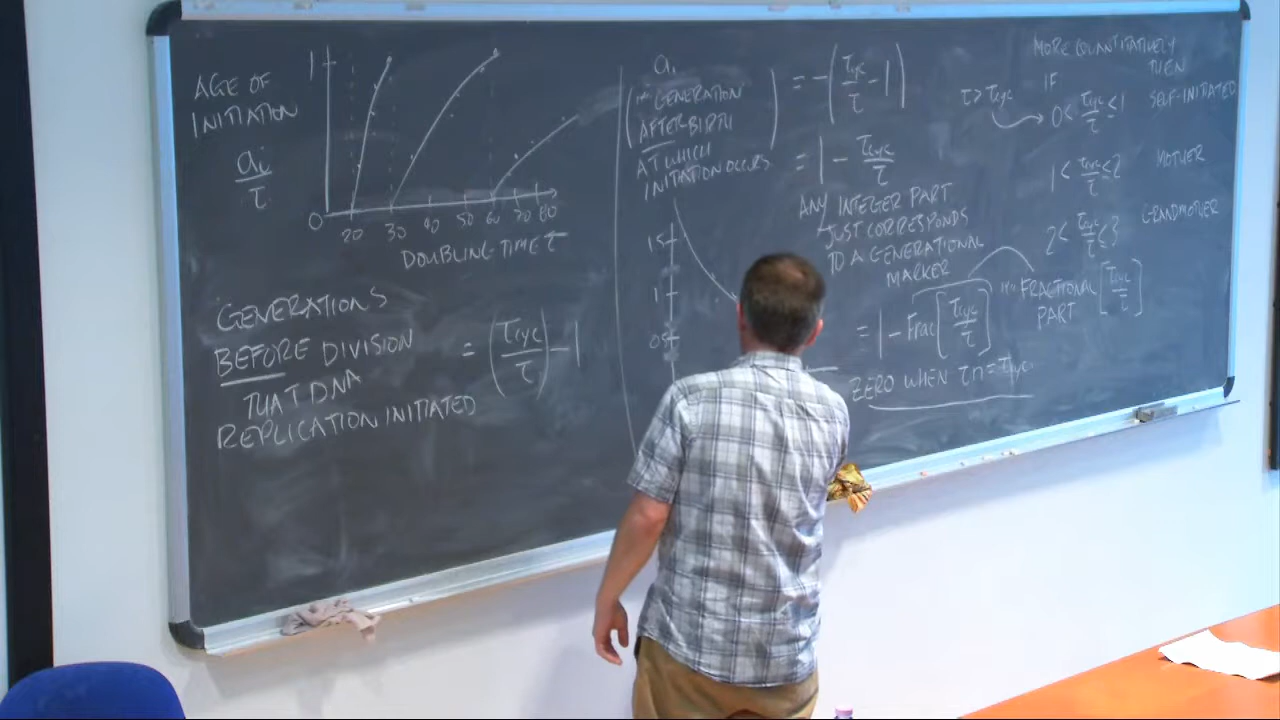 AGE OF
INITIATION
a_i/τ
1
0
20 30 40 50 60 70 80
DOUBLING TIME τ
GENERATIONS
BEFORE DIVISION
THAT DNA
REPLICATION INITIATED
= (τcyc/τ) - 1
a_i
GENERATION
AFTER BIRTH
AT WHICH
INITIATION OCCURS
= -(τcyc/τ - 1)
= 1 - τcyc/τ
ANY INTEGER PART
JUST CORRESPONDS
TO A GENERATIONAL
MARKER
= 1 - Frac[τcyc/τ]
ZERO WHEN τn = τcyc
1.5
1
0.5
MORE QUANTITATIVELY
IF THEN
τ > τcyc
0 < τcyc/τ ≤ 1 SELF-INITIATED
1 < τcyc/τ ≤ 2 MOTHER
2 < τcyc/τ ≤ 3 GRANDMOTHER
FRACTIONAL
PART [τcyc/τ]